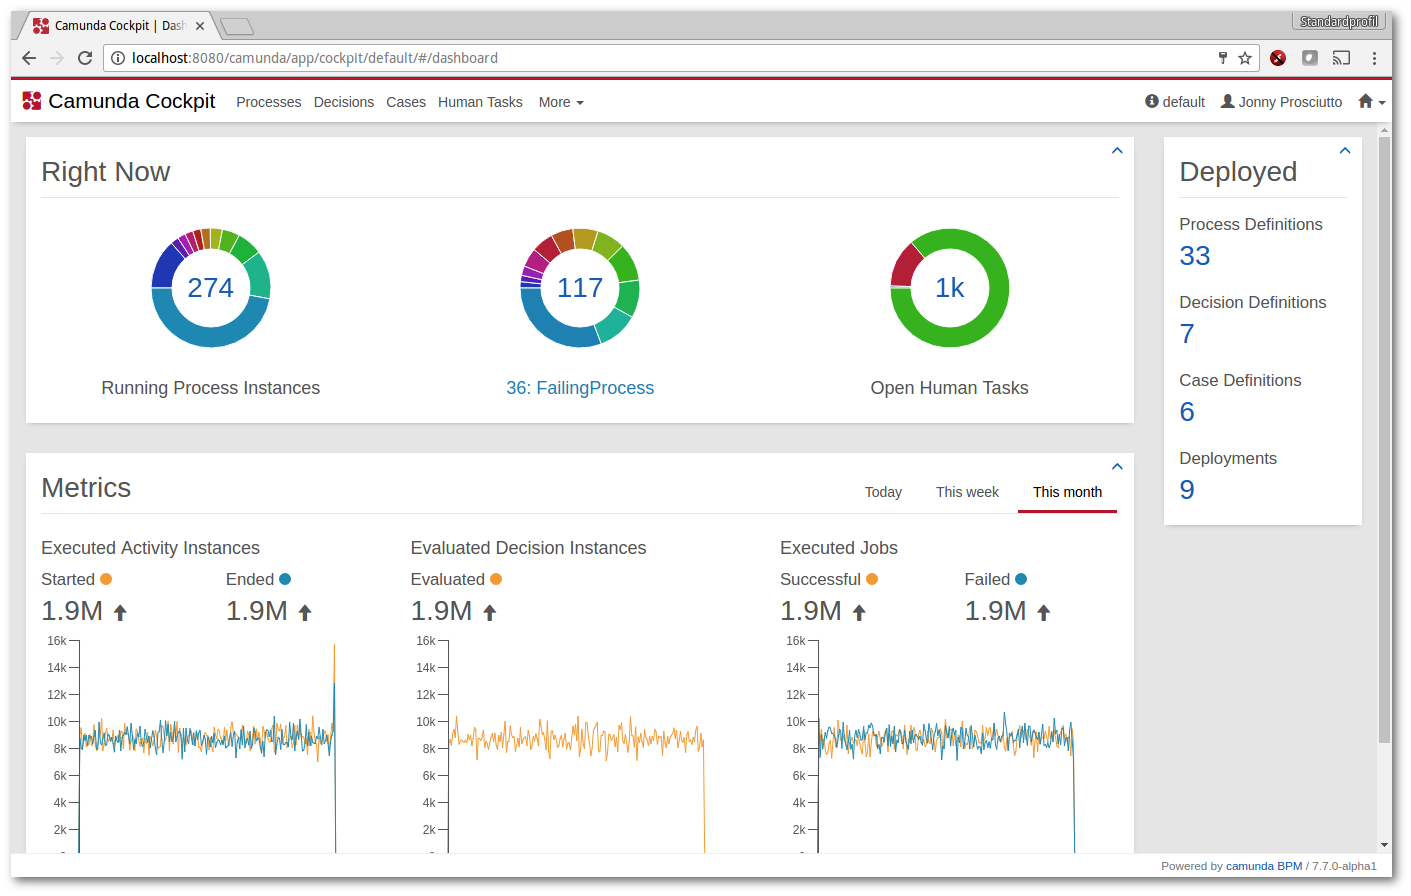 Camunda Cockpit | Dash
Standardprofil
localhost:8080/camunda/app/cockpit/default/#/dashboard
Camunda Cockpit Processes Decisions Cases Human Tasks More default Jonny Prosciutto
Right Now
274
117
1k
Running Process Instances
36: FailingProcess
Open Human Tasks
Deployed
Process Definitions
33
Decision Definitions
7
Case Definitions
6
Deployments
9
Metrics
Today This week This month
Executed Activity Instances
Started Ended
1.9M 1.9M
16k
14k
12k
10k
8k
6k
4k
2k
Evaluated Decision Instances
Evaluated
1.9M
16k
14k
12k
10k
8k
6k
4k
2k
Executed Jobs
Successful Failed
1.9M 1.9M
16k
14k
12k
10k
8k
6k
4k
2k
Powered by camunda BPM / 7.7.0-alpha1